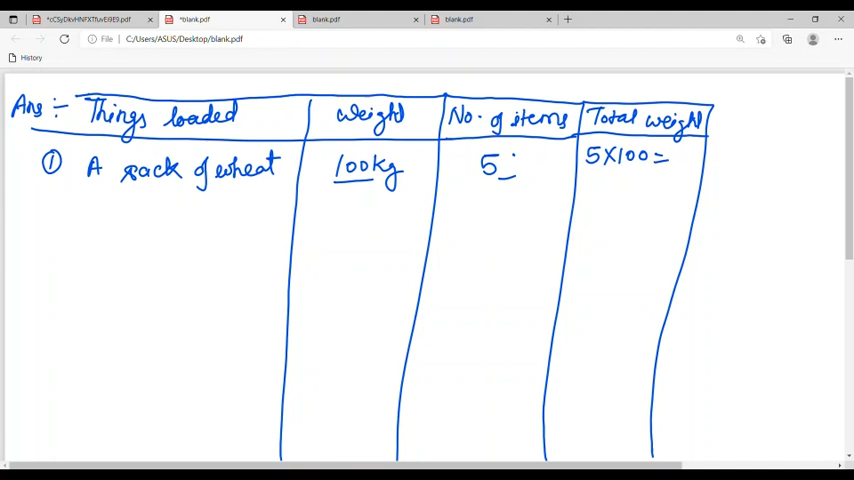 *cCSyDkvHNFXTfuvEi9E9.pdf
*blank.pdf
blank.pdf
blank.pdf
File
C:/Users/ASUS/Desktop/blank.pdf
History
Ans :- Things loaded weight No. of items Total weight
① A sack of wheat 100kg 5 5×100=